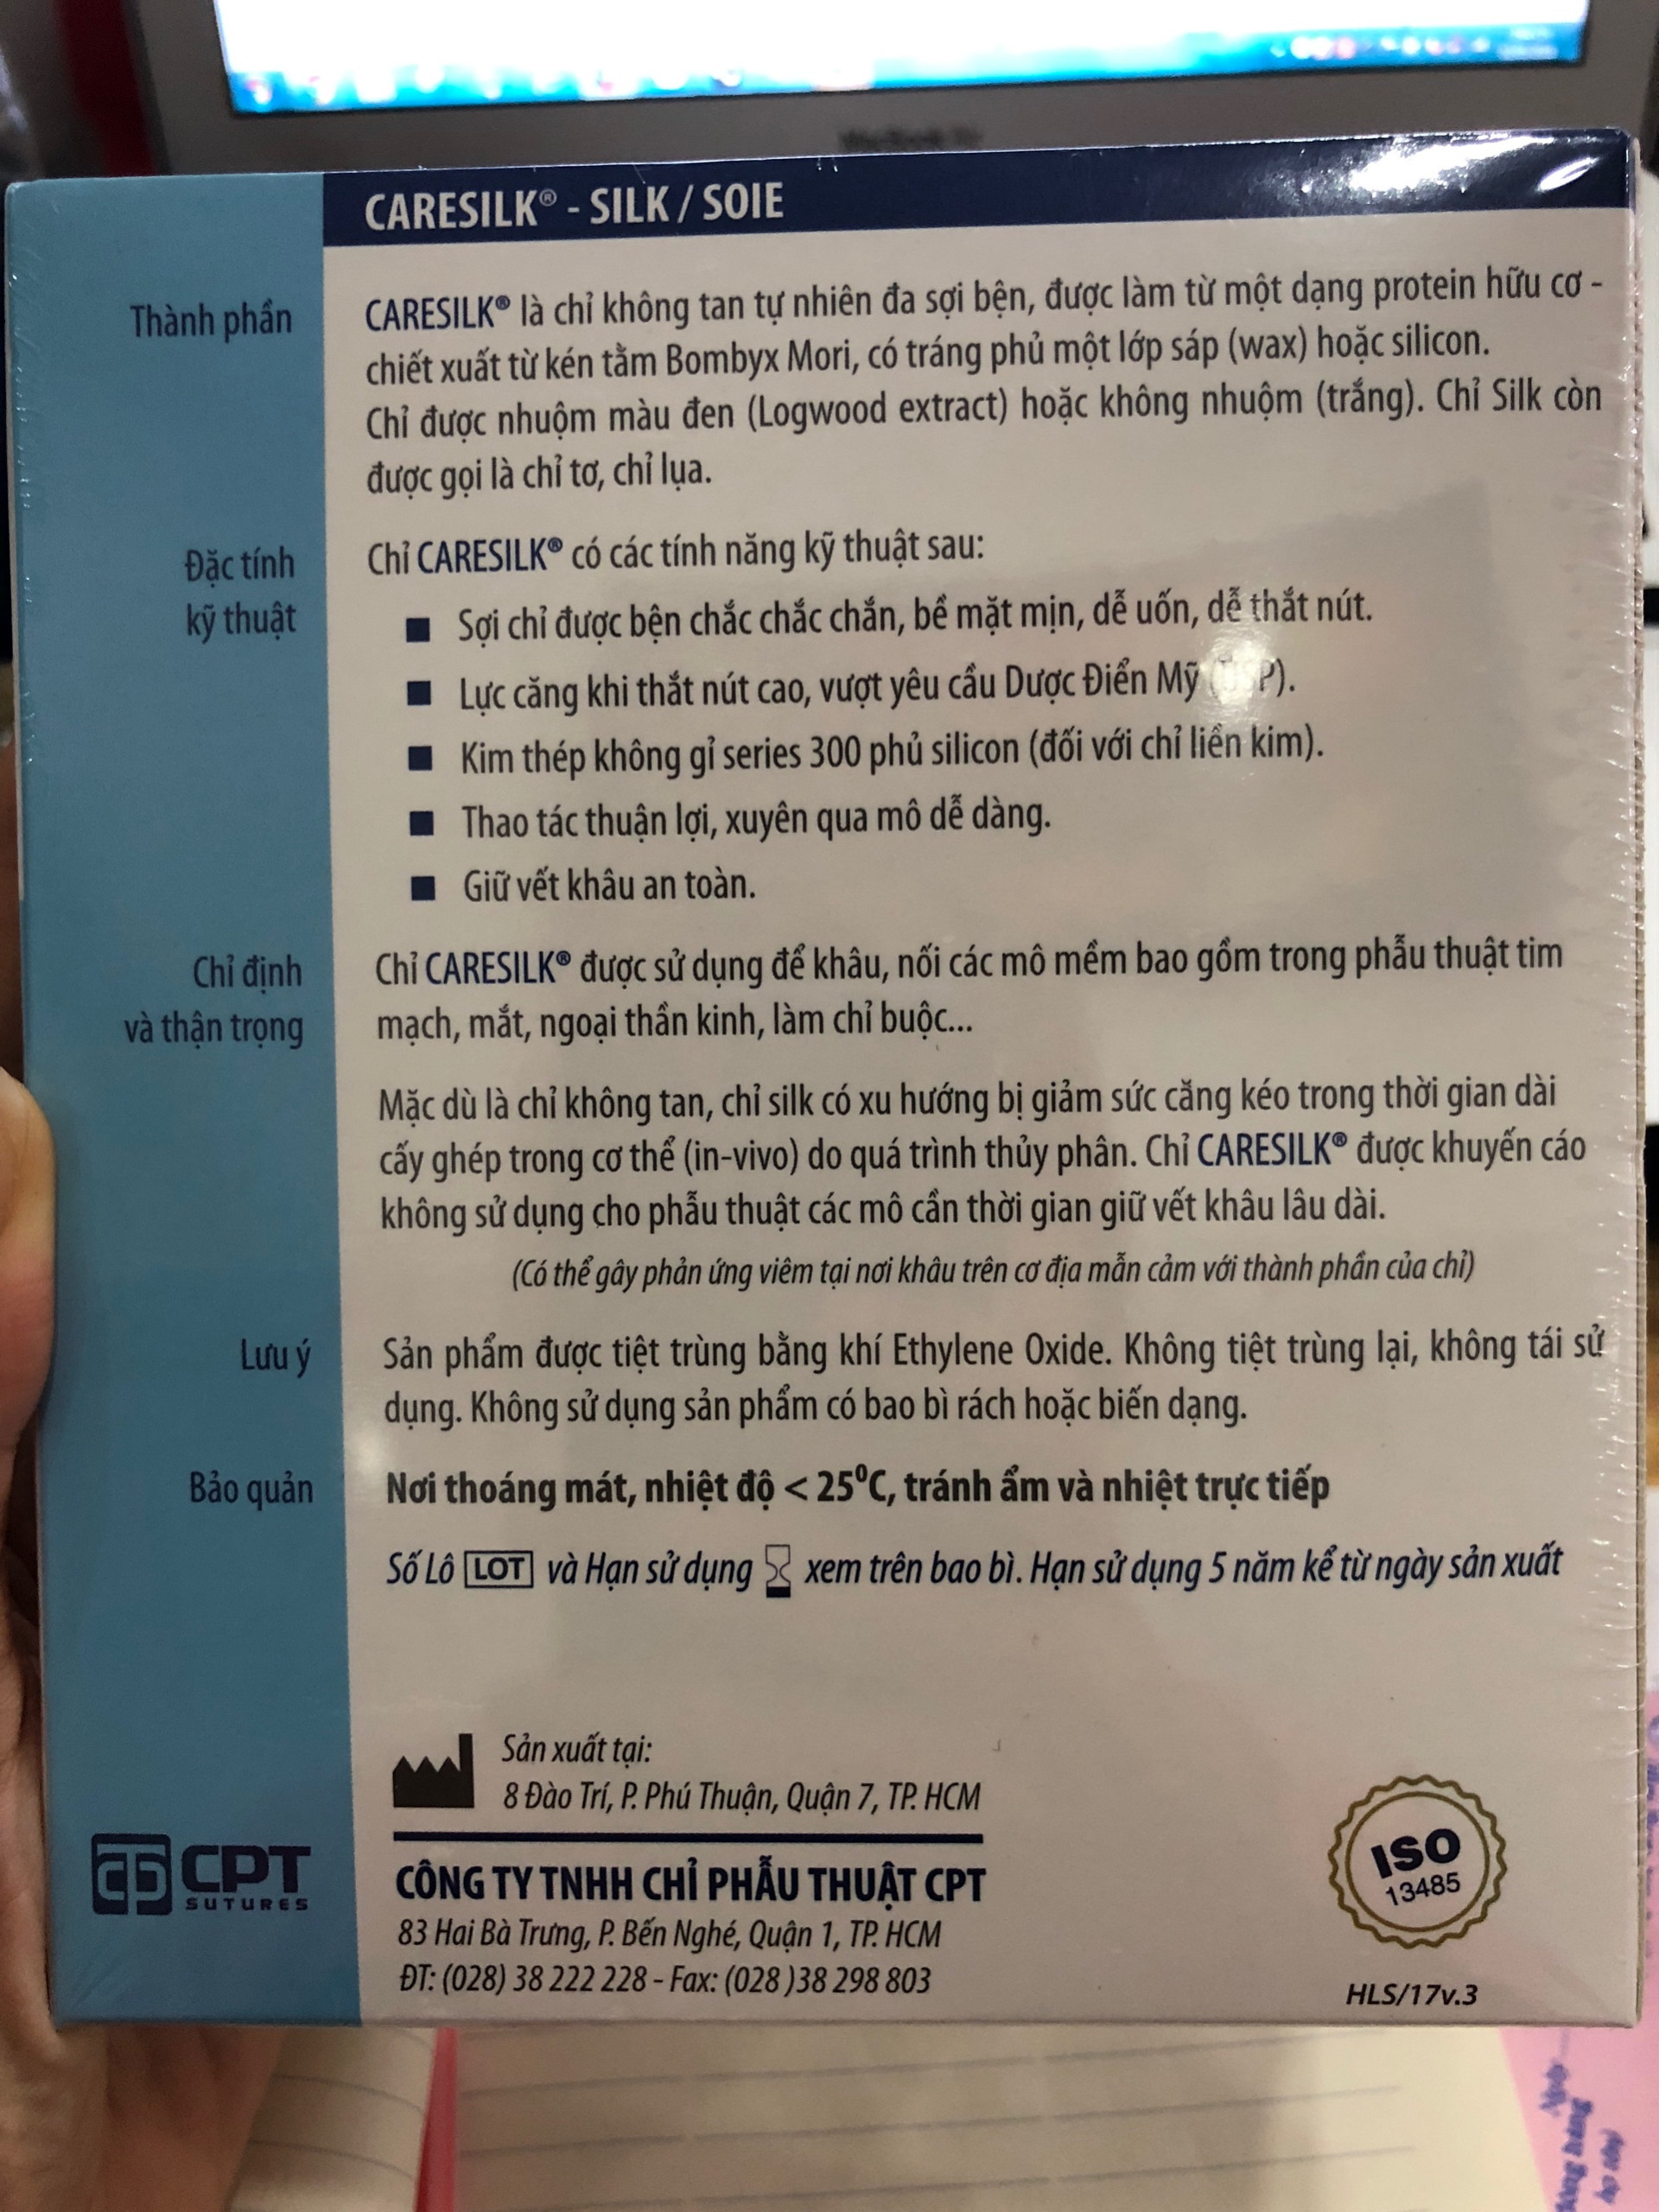 CARESILK® - SILK / SOIE
Thành phần
CARESILK® là chỉ không tan tự nhiên đa sợi bện, được làm từ một dạng protein hữu cơ -
chiết xuất từ kén tằm Bombyx Mori, có tráng phủ một lớp sáp (wax) hoặc silicon.
Chỉ được nhuộm màu đen (Logwood extract) hoặc không nhuộm (trắng). Chỉ Silk còn
được gọi là chỉ tơ, chỉ lụa.
Đặc tính
kỹ thuật
Chỉ CARESILK® có các tính năng kỹ thuật sau:
■ Sợi chỉ được bện chắc chắc chắn, bề mặt mịn, dễ uốn, dễ thắt nút.
■ Lực căng khi thắt nút cao, vượt yêu cầu Dược Điển Mỹ
■ Kim thép không gỉ series 300 phủ silicon (đối với chỉ liền kim).
■ Thao tác thuận lợi, xuyên qua mô dễ dàng.
■ Giữ vết khâu an toàn.
Chỉ định
và thận trọng
Chỉ CARESILK® được sử dụng để khâu, nối các mô mềm bao gồm trong phẫu thuật tim
mạch, mắt, ngoại thần kinh, làm chỉ buộc...
Mặc dù là chỉ không tan, chỉ silk có xu hướng bị giảm sức căng kéo trong thời gian dài
cấy ghép trong cơ thể (in-vivo) do quá trình thủy phân. Chỉ CARESILK® được khuyến cáo
không sử dụng cho phẫu thuật các mô cần thời gian giữ vết khâu lâu dài.
(Có thể gây phản ứng viêm tại nơi khâu trên cơ địa mẫn cảm với thành phần của chỉ)
Lưu ý
Sản phẩm được tiệt trùng bằng khí Ethylene Oxide. Không tiệt trùng lại, không tái sử
dụng. Không sử dụng sản phẩm có bao bì rách hoặc biến dạng.
Bảo quản
Nơi thoáng mát, nhiệt độ < 25⁰C, tránh ẩm và nhiệt trực tiếp
Số Lô LOT và Hạn sử dụng xem trên bao bì. Hạn sử dụng 5 năm kể từ ngày sản xuất
Sản xuất tại:
8 Đào Trí, P. Phú Thuận, Quận 7, TP. HCM
CPT
SUTURES
CÔNG TY TNHH CHỈ PHẪU THUẬT CPT
83 Hai Bà Trưng, P. Bến Nghé, Quận 1, TP. HCM
ĐT: (028) 38 222 228 - Fax: (028 )38 298 803
ISO
13485
HLS/17v.3